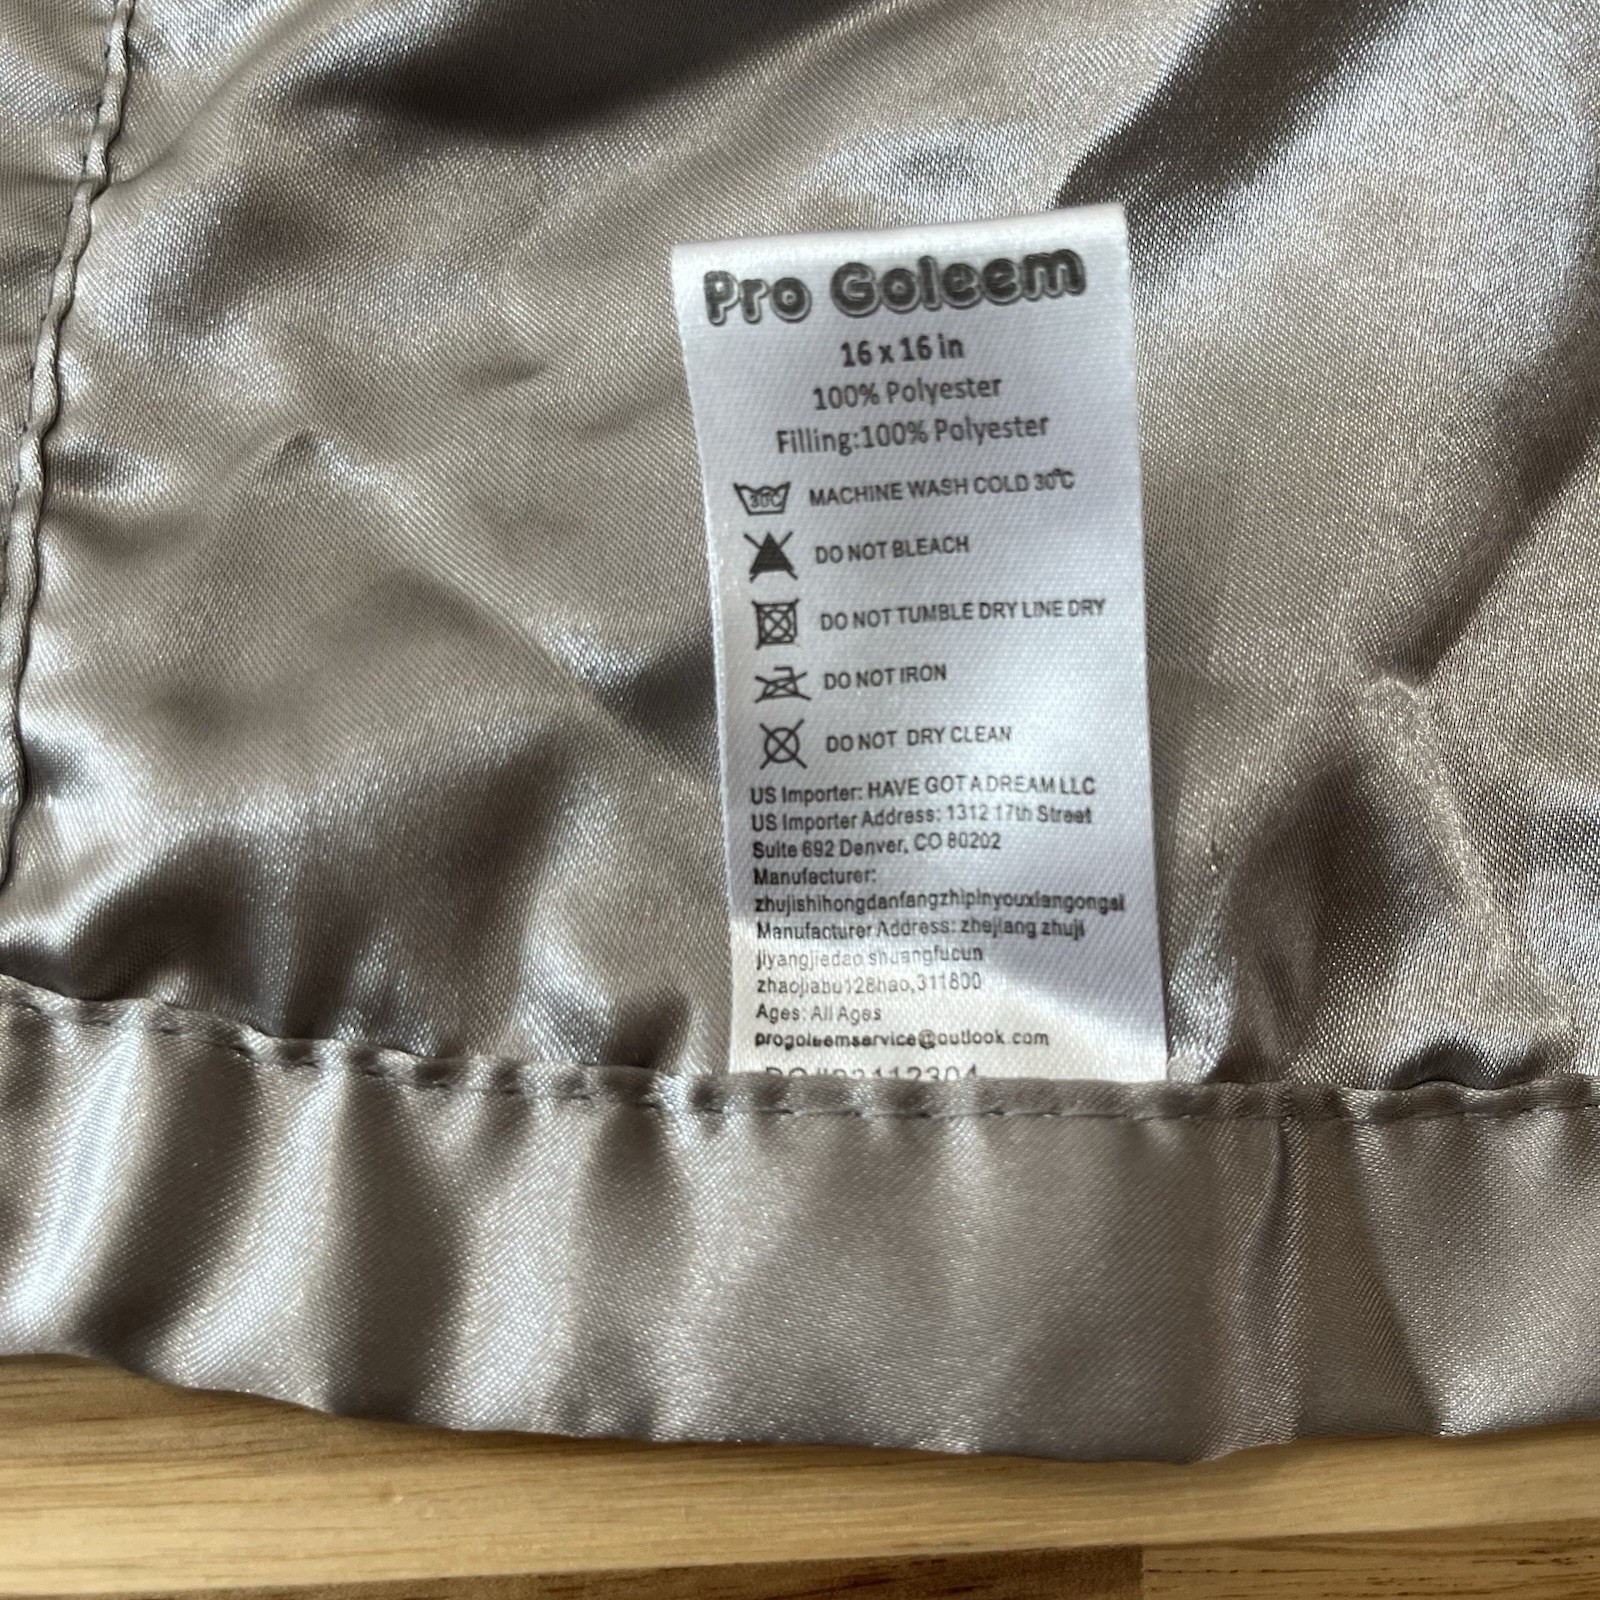 Pro Goleem
16 x 16 in
100% Polyester
Filling:100% Polyester
30C MACHINE WASH COLD 30℃
DO NOT BLEACH
DO NOT TUMBLE DRY LINE DRY
DO NOT IRON
DO NOT DRY CLEAN
US Importer: HAVE GOT A DREAM LLC
US Importer Address: 1312 17th Street
Suite 692 Denver, CO 80202
Manufacturer:
zhujishihongdanfangzhipinyouxiangongsi
Manufacturer Address: zhejiang zhuji
jiyangjiedao shuangfucun
zhaojiabu128hao,311800
Ages: All Ages
progoleemservice@outlook.com